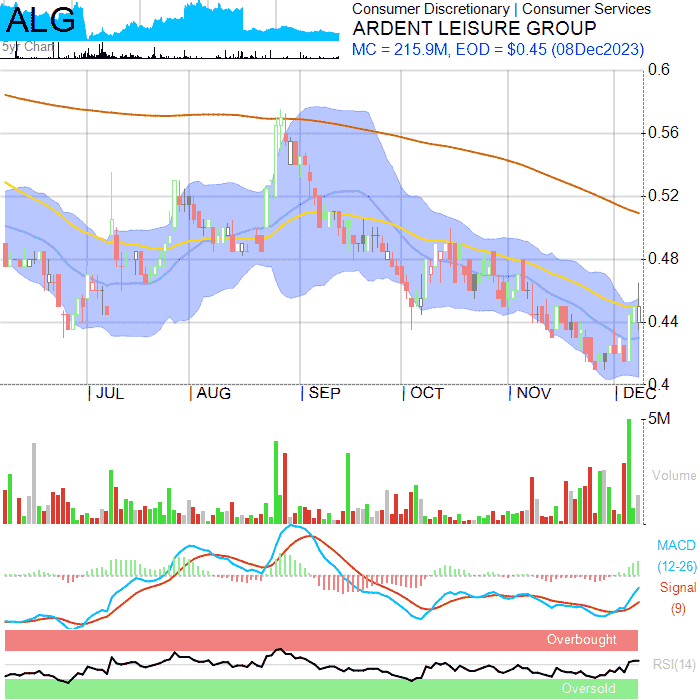 ALG
5yr Chart
Consumer Discretionary | Consumer Services
ARDENT LEISURE GROUP
MC = 215.9M, EOD = $0.45 (08Dec2023)
0.6
0.56
0.52
0.48
0.44
0.4
JUL AUG SEP OCT NOV DEC
5M
Volume
MACD
(12-26)
Signal
(9)
Overbought
RSI(14)
Oversold